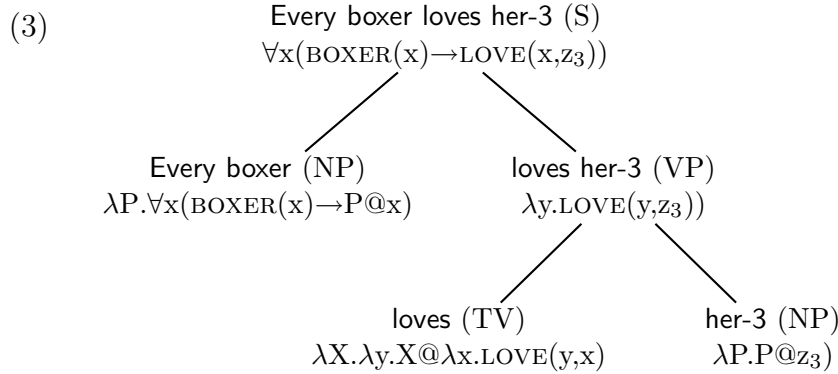 (3)
Every boxer loves her-3 (S)
∀x(BOXER(x)→LOVE(x,z₃))
Every boxer (NP) loves her-3 (VP)
λP.∀x(BOXER(x)→P@x) λy.LOVE(y,z₃))
loves (TV) her-3 (NP)
λX.λy.X@λx.LOVE(y,x) λP.P@z₃)